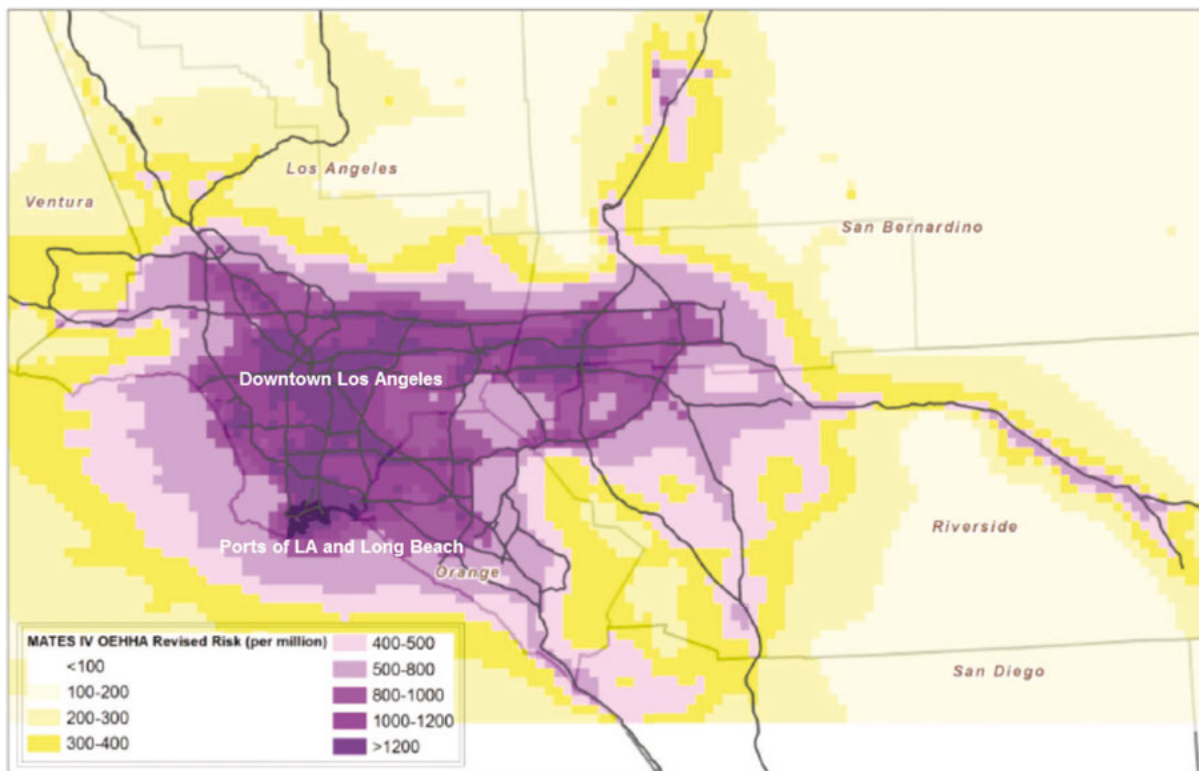 Los Angeles
Ventura
San Bernardino
Downtown Los Angeles
Riverside
Ports of LA and Long Beach
Orange
San Diego
MATES IV OEHHA Revised Risk (per million)
<100
100-200
200-300
300-400
400-500
500-800
800-1000
1000-1200
>1200